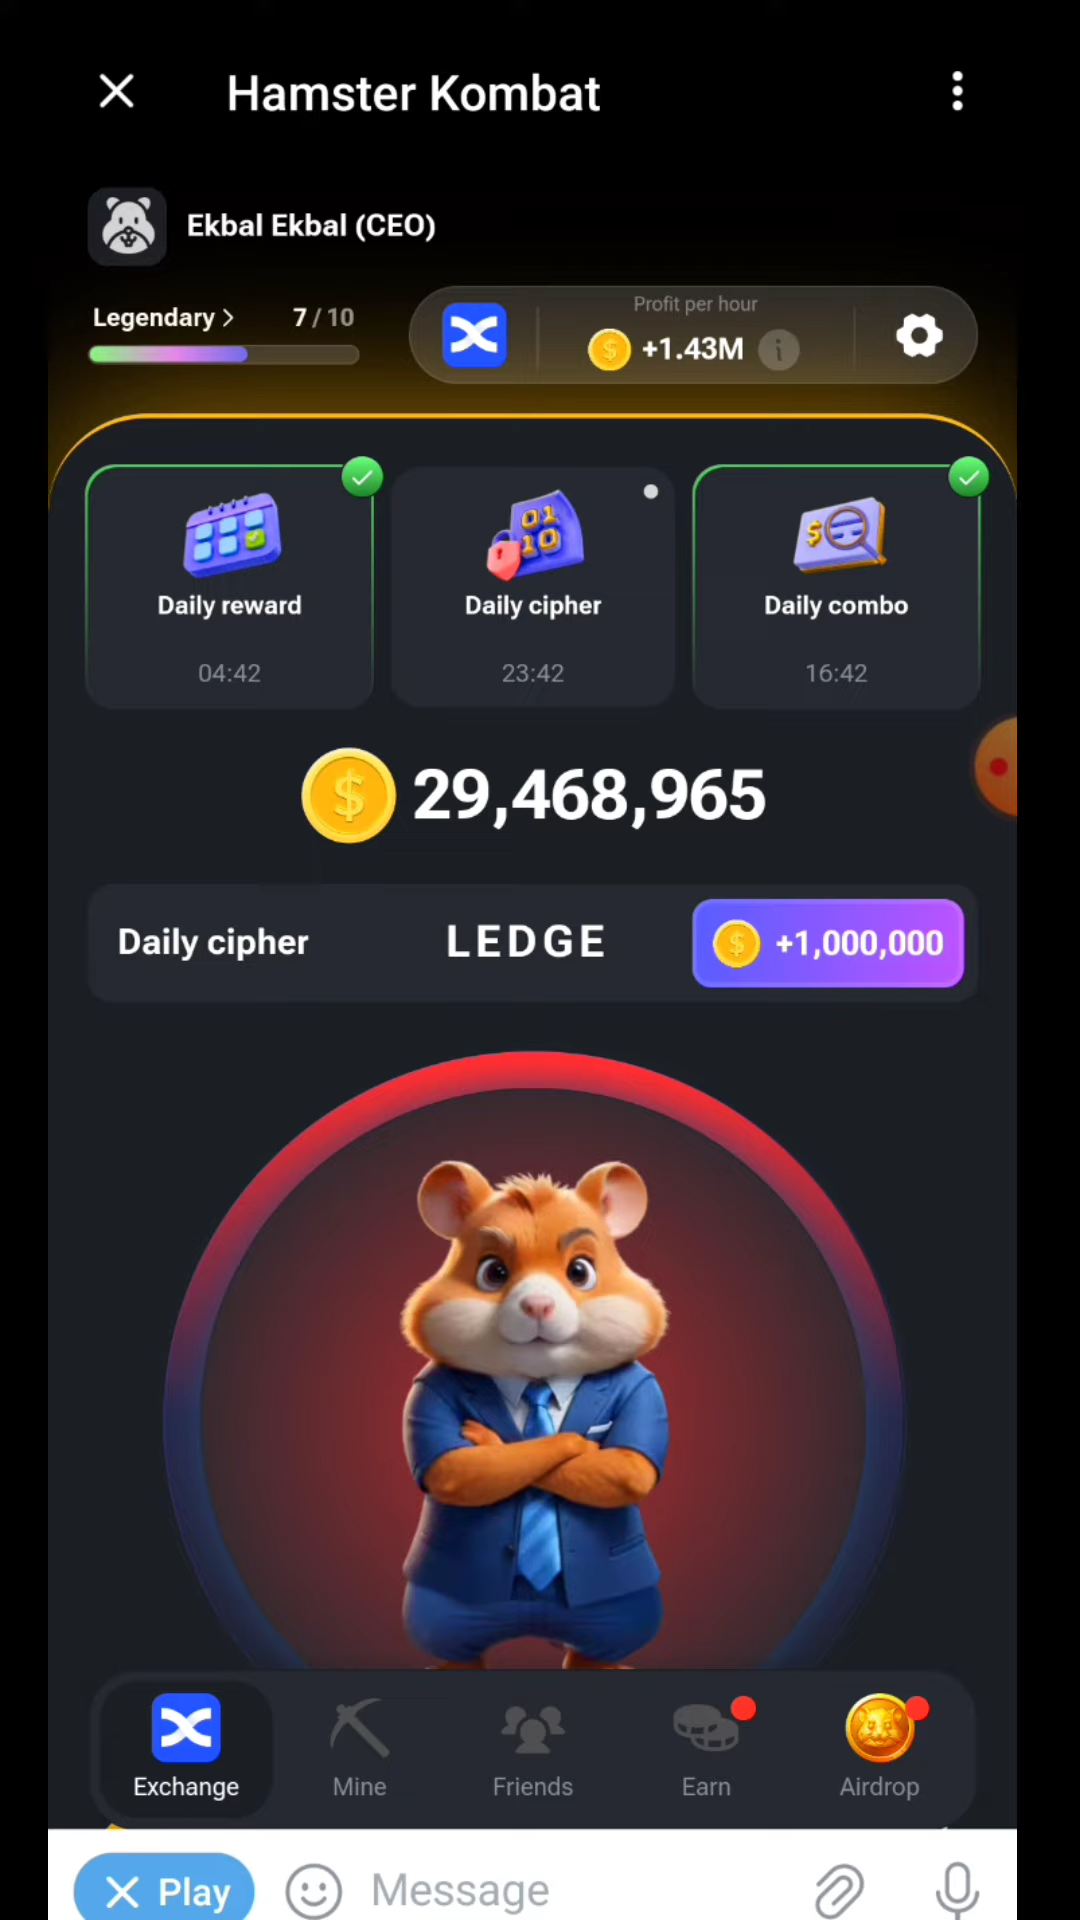 Hamster Kombat
Ekbal Ekbal (CEO)
Legendary > 7 / 10
Profit per hour
+1.43M
Daily reward
04:42
Daily cipher
23:42
Daily combo
16:42
29,468,965
Daily cipher LEDGE +1,000,000
Exchange Mine Friends Earn Airdrop
Play Message